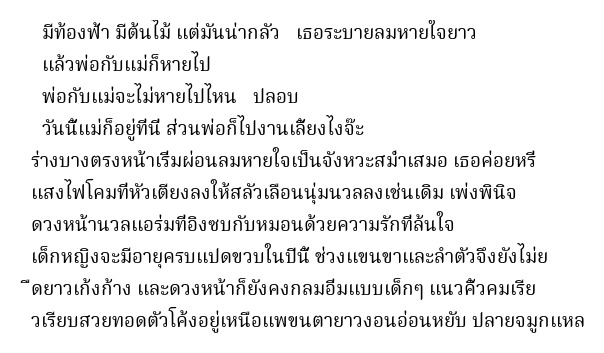 มีท้องฟ้า มีต้นไม้ แต่มันน่ากลัว   เธอระบายลมหายใจยาว
แล้วพ่อกับแม่ก็หายไป
พ่อกับแม่จะไม่หายไปไหน   ปลอบ
วันนี้แม่ก็อยู่ที่นี่ ส่วนพ่อก็ไปงานเลี้ยงไงจ๊ะ
ร่างบางตรงหน้าเริ่มผ่อนลมหายใจเป็นจังหวะสม่ำเสมอ เธอค่อยหรี่
แสงไฟโคมที่หัวเตียงลงให้สลัวเลือนนุ่มนวลลงเช่นเดิม เพ่งพินิจ
ดวงหน้านวลแอร่มที่อิงซบกับหมอนด้วยความรักที่ล้นใจ
เด็กหญิงจะมีอายุครบแปดขวบในปีนี้ ช่วงแขนขาและลำตัวจึงยังไม่ย
ืดยาวเก้งก้าง และดวงหน้าก็ยังคงกลมอิ่มแบบเด็กๆ แนวคิ้วคมเรีย
วเรียบสวยทอดตัวโค้งอยู่เหนือแพขนตายาวงอนอ่อนหยับ ปลายจมูกแหล